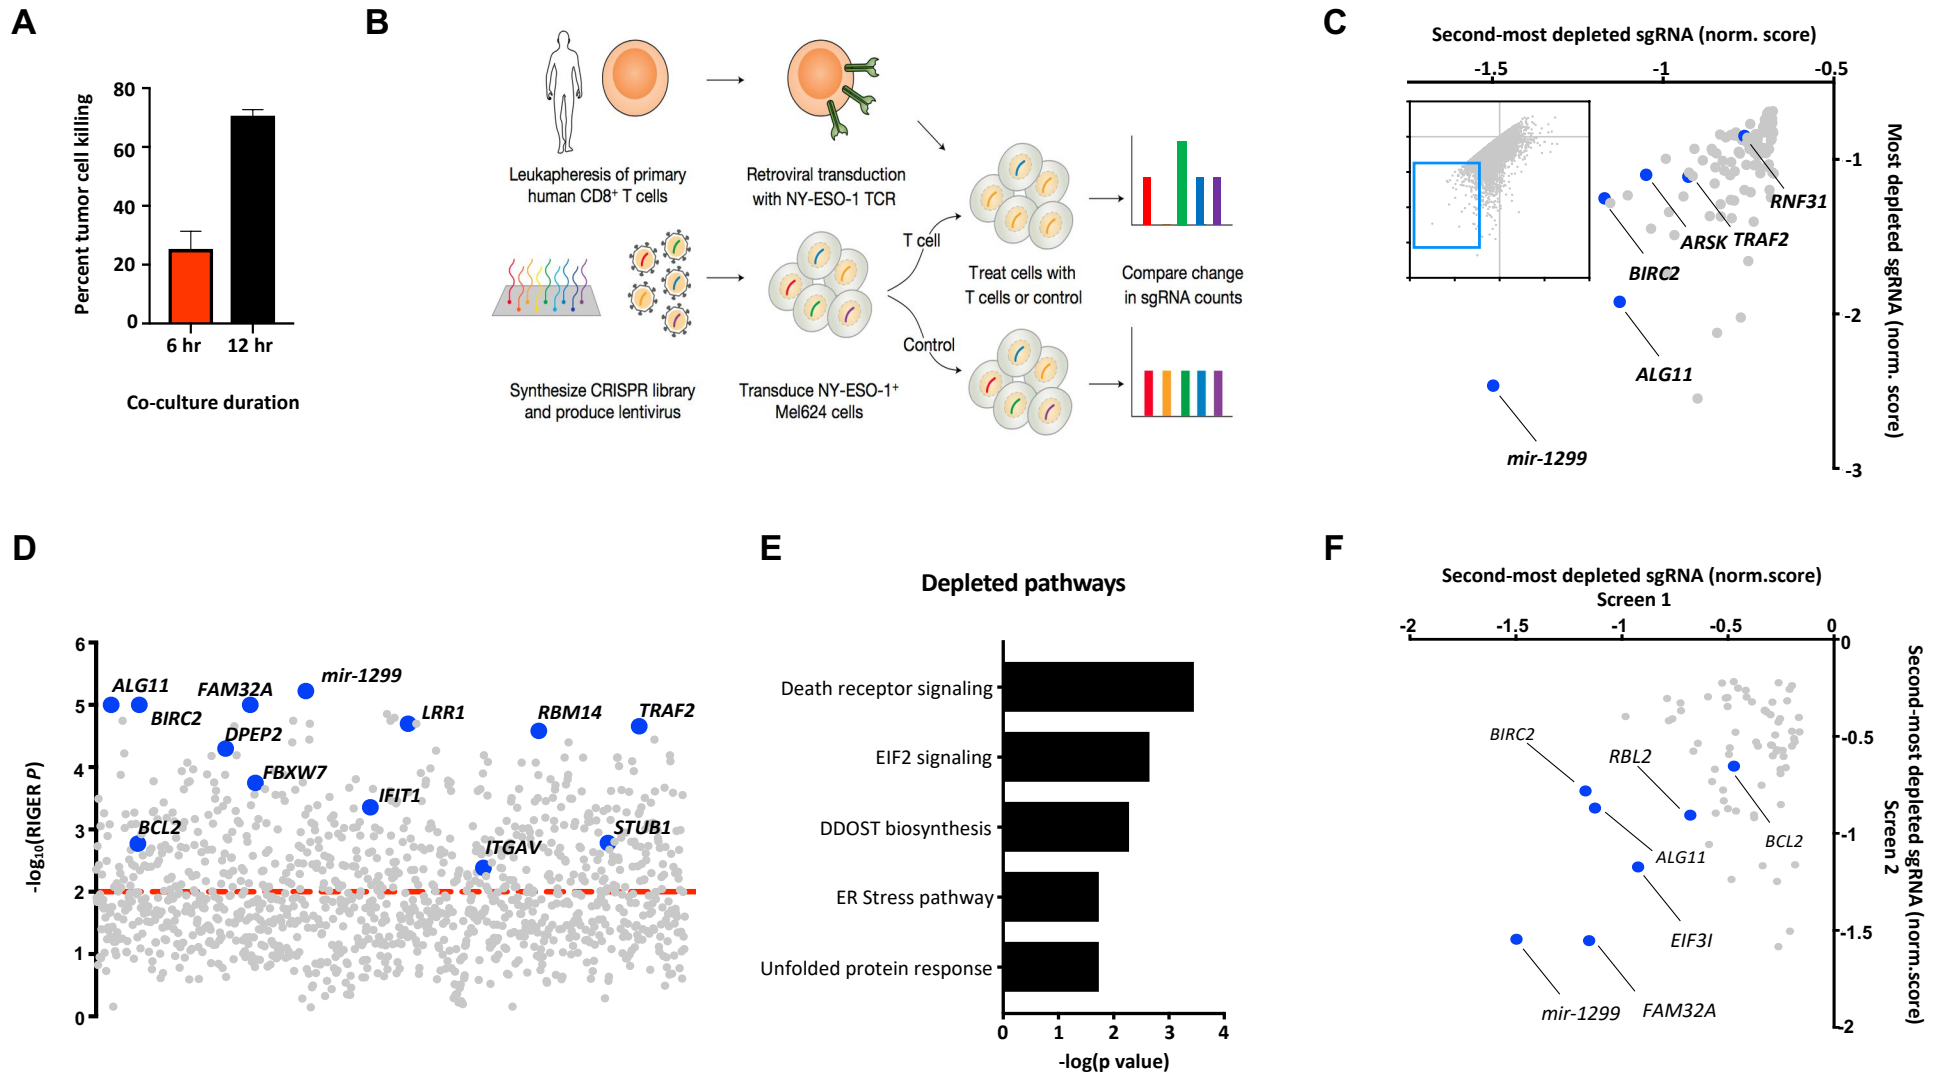 A
Percent tumor cell killing
80
60
40
20
0
6 hr
12 hr
Co-culture duration
B
Leukapheresis of primary
human CD8+ T cells
Retroviral transduction
with NY-ESO-1 TCR
Synthesize CRISPR library
and produce lentivirus
Transduce NY-ESO-1+
Mel624 cells
T cell
Control
Treat cells with
T cells or control
Compare change
in sgRNA counts
C
Second-most depleted sgRNA (norm. score)
-1.5
-1
-0.5
Most depleted sgRNA (norm. score)
-1
-2
-3
RNF31
ARSK
TRAF2
BIRC2
ALG11
mir-1299
D
-log10(RIGER P)
6
5
4
3
2
1
0
ALG11
BIRC2
FAM32A
mir-1299
DPEP2
LRR1
RBM14
TRAF2
FBXW7
IFIT1
BCL2
ITGAV
STUB1
E
Depleted pathways
Death receptor signaling
EIF2 signaling
DDOST biosynthesis
ER Stress pathway
Unfolded protein response
0
1
2
3
4
-log(p value)
F
Second-most depleted sgRNA (norm.score)
Screen 1
-2
-1.5
-1
-0.5
0
0
-0.5
-1
-1.5
-2
Second-most depleted sgRNA (norm.score)
Screen 2
BIRC2
RBL2
BCL2
ALG11
EIF3I
mir-1299
FAM32A